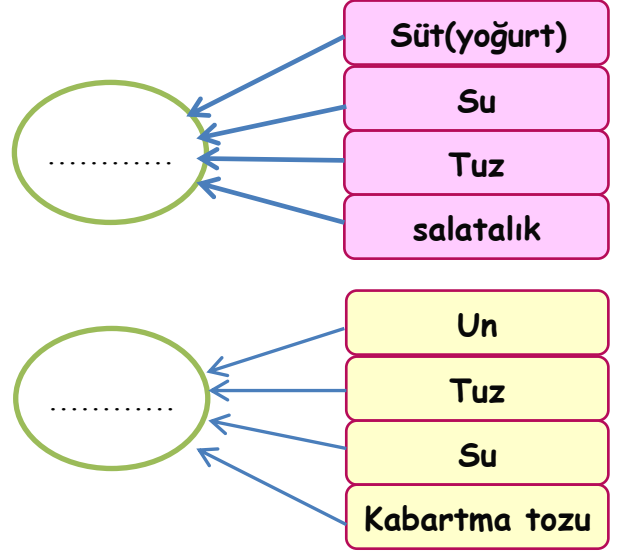 Süt(yoğurt)
Su
............
Tuz
salatalık
Un
............
Tuz
Su
Kabartma tozu